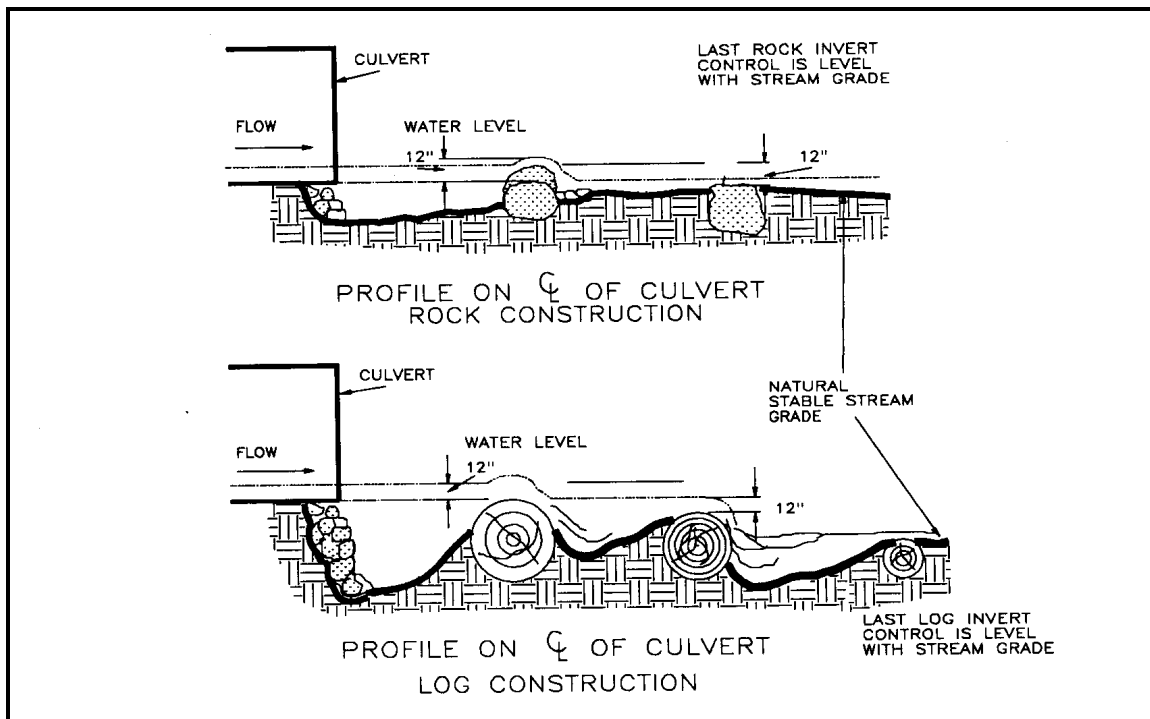 CULVERT
LAST ROCK INVERT
CONTROL IS LEVEL
WITH STREAM GRADE
FLOW
WATER LEVEL
12"
12"
PROFILE ON ℄ OF CULVERT
ROCK CONSTRUCTION
CULVERT
NATURAL
STABLE STREAM
GRADE
FLOW
WATER LEVEL
12"
12"
LAST LOG INVERT
CONTROL IS LEVEL
WITH STREAM GRADE
PROFILE ON ℄ OF CULVERT
LOG CONSTRUCTION